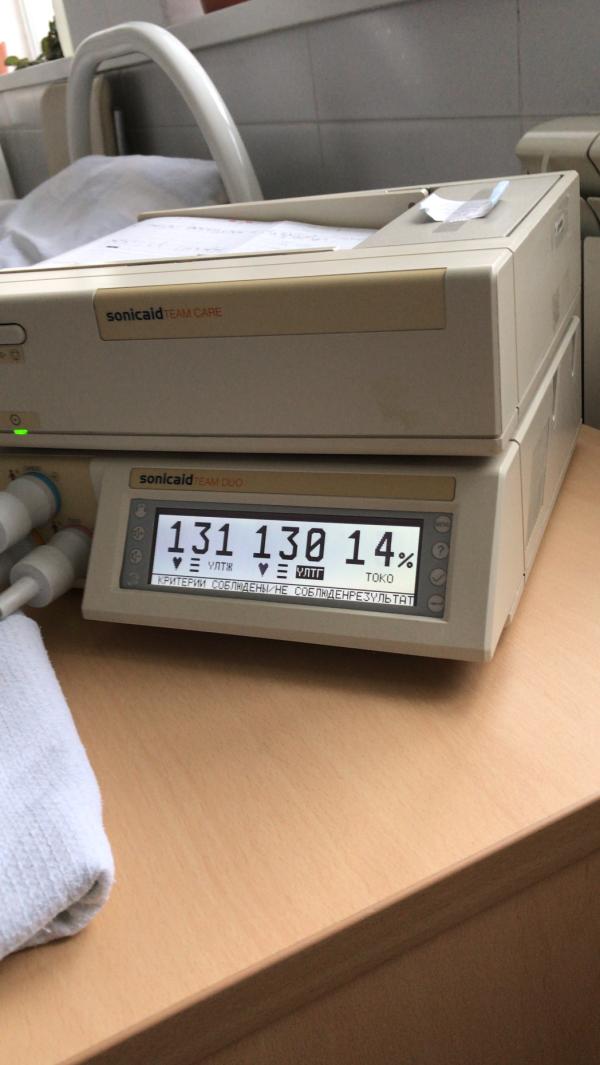 sonicaid TEAM CARE
sonicaid TEAM DUO
131 130 14%
УЛТЖ УЛТГ ТОКО
КРИТЕРИИ СОБЛЮДЕНЫ/НЕ СОБЛЮДЕНРЕЗУЛЬТАТ
?